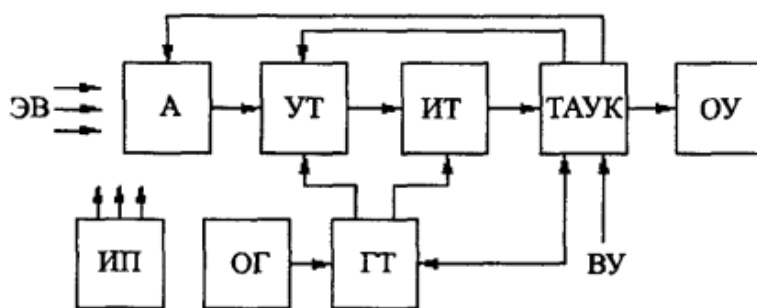 ЭВ А УТ ИТ ТАУК ОУ
ИП ОГ ГТ ВУ